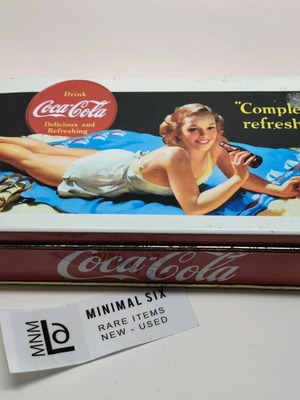 Drink
Coca-Cola
Delicious and
Refreshing
"Comple
refresh
Coca-Cola
MNM
MINIMAL SIX
RARE ITEMS
NEW - USED